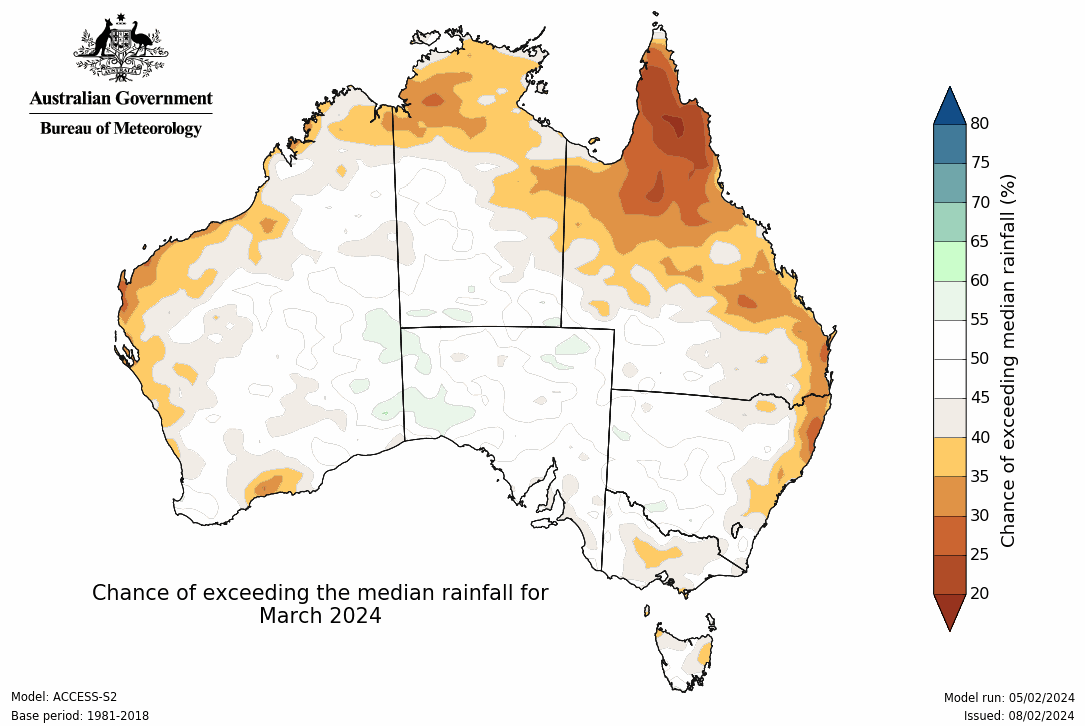 AUSTRALIA
Australian Government
Bureau of Meteorology
80
75
70
65
60
55
50
45
40
35
30
25
20
Chance of exceeding median rainfall (%)
Chance of exceeding the median rainfall for
March 2024
Model: ACCESS-S2
Base period: 1981-2018
Model run: 05/02/2024
Issued: 08/02/2024